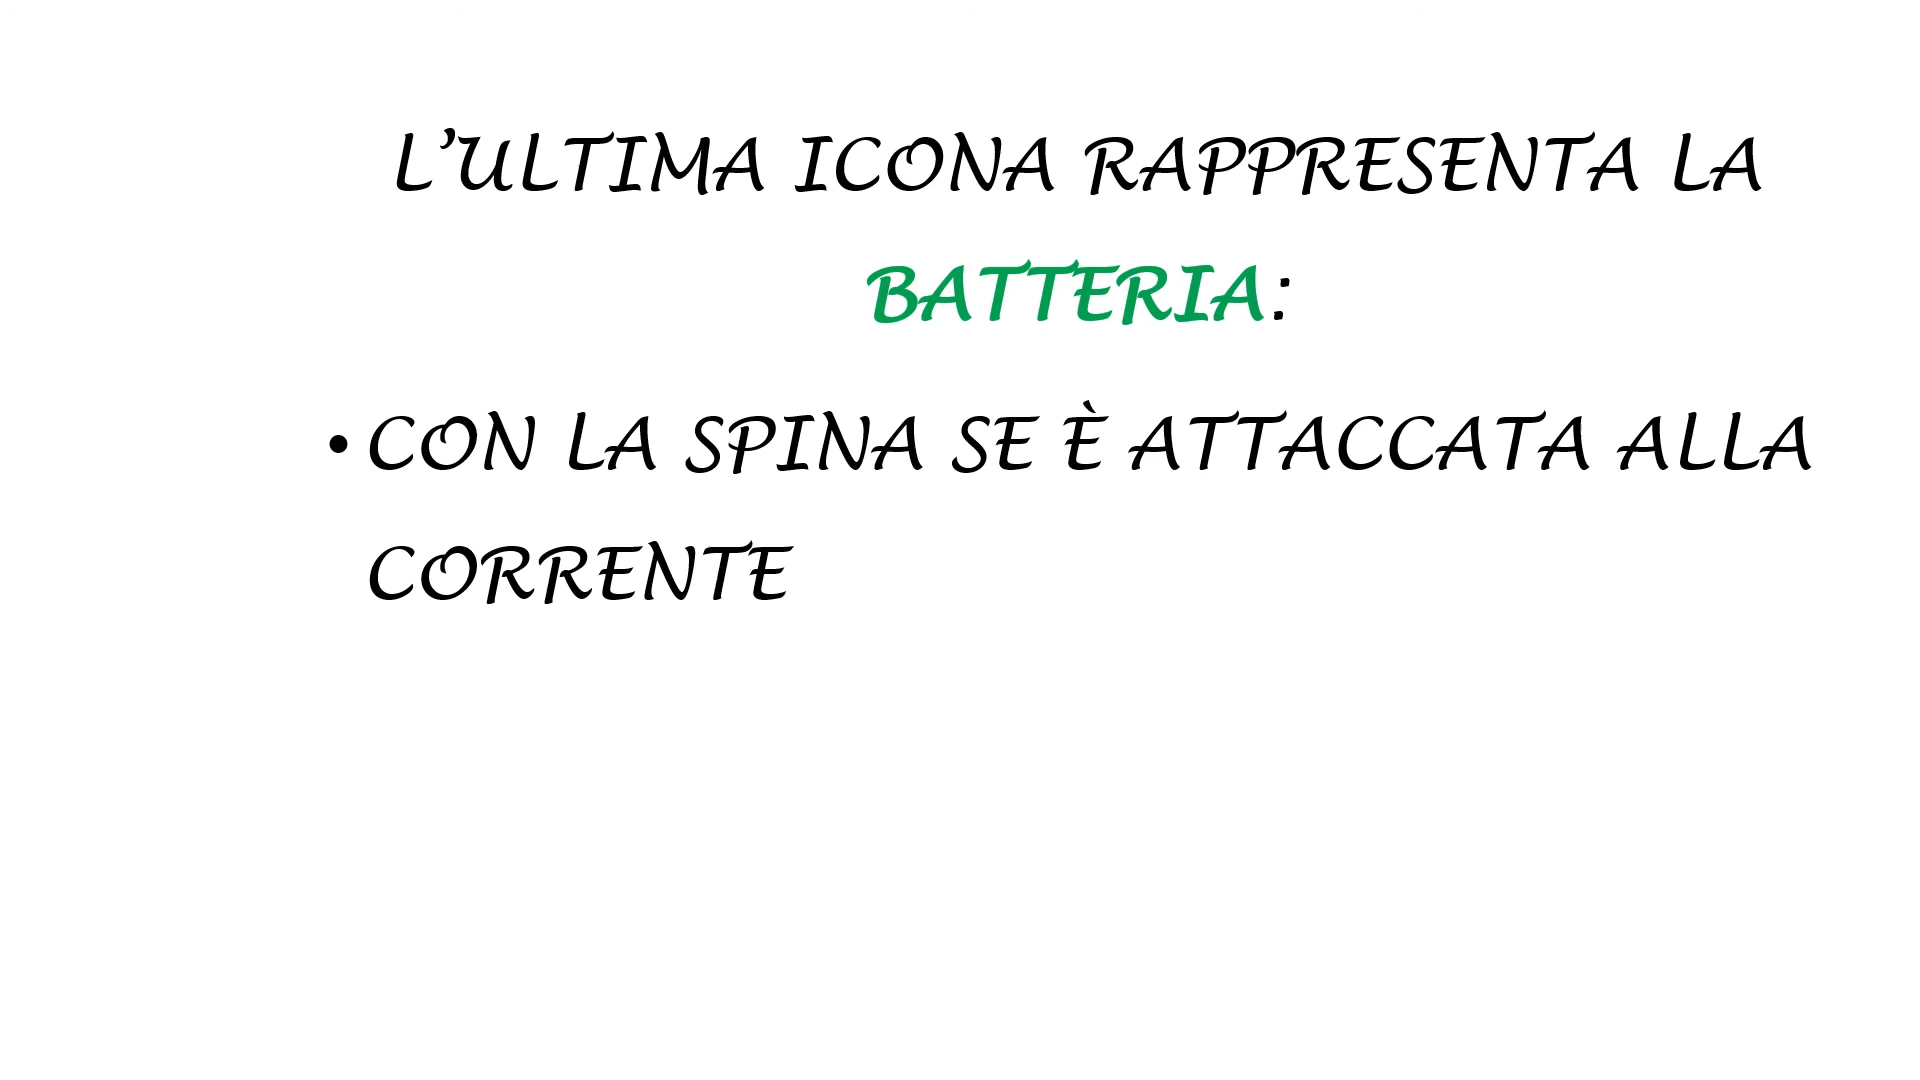 L’ULTIMA ICONA RAPPRESENTA LA
BATTERIA:
• CON LA SPINA SE È ATTACCATA ALLA
CORRENTE